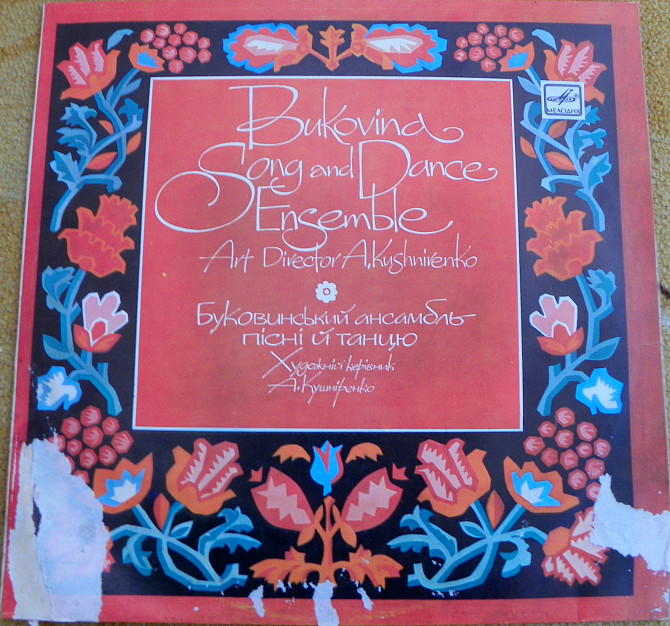 Bukovina
Song and Dance
Ensemble
Art Director A.Kushnirenko
Буковинський ансамбль
пісні й танцю
Художній керівник
А.Кушніренко
МЕЛОДИЯ